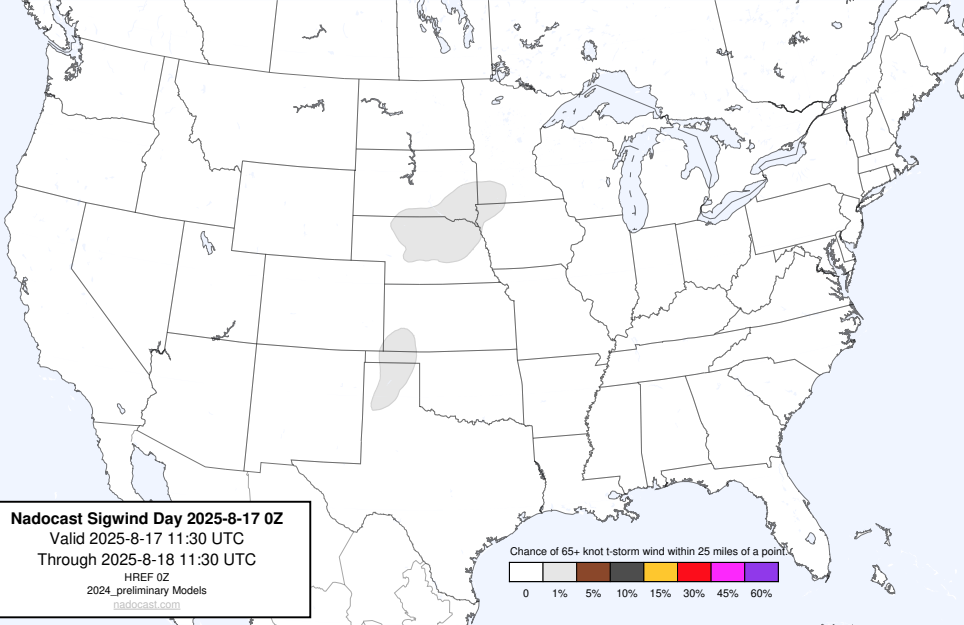 Nadocast Sigwind Day 2025-8-17 0Z
Valid 2025-8-17 11:30 UTC
Through 2025-8-18 11:30 UTC
HREF 0Z
2024_preliminary Models
nadocast.com
Chance of 65+ knot t-storm wind within 25 miles of a point.
0 1% 5% 10% 15% 30% 45% 60%